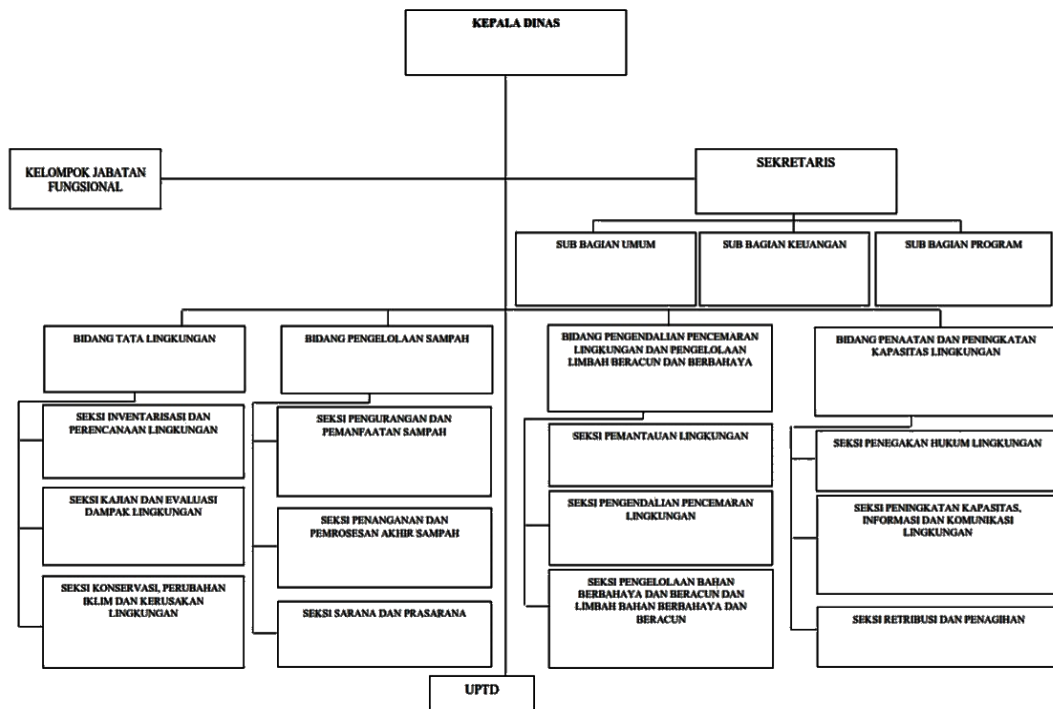 KEPALA DINAS
KELOMPOK JABATAN
FUNGSIONAL
SEKRETARIS
SUB BAGIAN UMUM
SUB BAGIAN KEUANGAN
SUB BAGIAN PROGRAM
BIDANG TATA LINGKUNGAN
SEKSI INVENTARISASI DAN
PERENCANAAN LINGKUNGAN
SEKSI KAJIAN DAN EVALUASI
DAMPAK LINGKUNGAN
SEKSI KONSERVASI, PERUBAHAN
IKLIM DAN KERUSAKAN
LINGKUNGAN
BIDANG PENGELOLAAN SAMPAH
SEKSI PENGURANGAN DAN
PEMANFAATAN SAMPAH
SEKSI PENANGANAN DAN
PEMROSESAN AKHIR SAMPAH
SEKSI SARANA DAN PRASARANA
BIDANG PENGENDALIAN PENCEMARAN
LINGKUNGAN DAN PENGELOLAAN
LIMBAH BERACUN DAN BERBAHAYA
SEKSI PEMANTAUAN LINGKUNGAN
SEKSI PENGENDALIAN PENCEMARAN
LINGKUNGAN
SEKSI PENGELOLAAN BAHAN
BERBAHAYA DAN BERACUN DAN
LIMBAH BAHAN BERBAHAYA DAN
BERACUN
BIDANG PENAATAN DAN PENINGKATAN
KAPASITAS LINGKUNGAN
SEKSI PENEGAKAN HUKUM LINGKUNGAN
SEKSI PENINGKATAN KAPASITAS,
INFORMASI DAN KOMUNIKASI
LINGKUNGAN
SEKSI RETRIBUSI DAN PENAGIHAN
UPTD